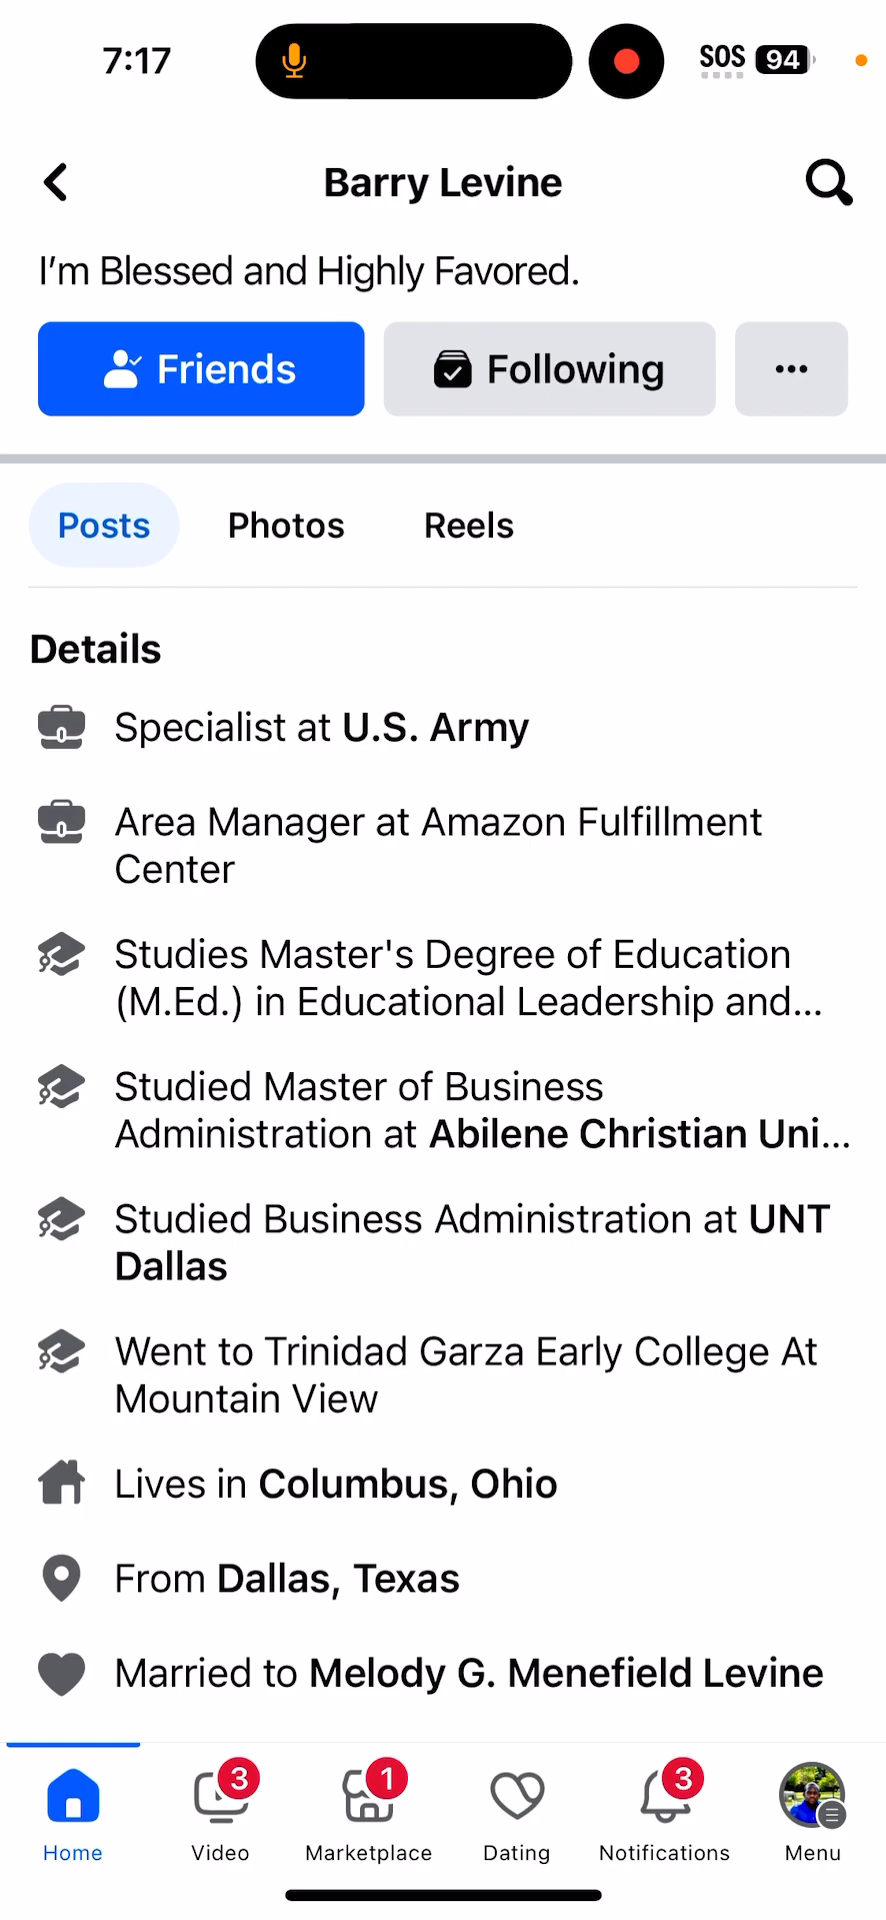 7:17
SOS
94
Barry Levine
I'm Blessed and Highly Favored.
Friends
Following
Posts
Photos
Reels
Details
Specialist at U.S. Army
Area Manager at Amazon Fulfillment
Center
Studies Master's Degree of Education
(M.Ed.) in Educational Leadership and...
Studied Master of Business
Administration at Abilene Christian Uni...
Studied Business Administration at UNT
Dallas
Went to Trinidad Garza Early College At
Mountain View
Lives in Columbus, Ohio
From Dallas, Texas
Married to Melody G. Menefield Levine
3
1
3
Home
Video
Marketplace
Dating
Notifications
Menu